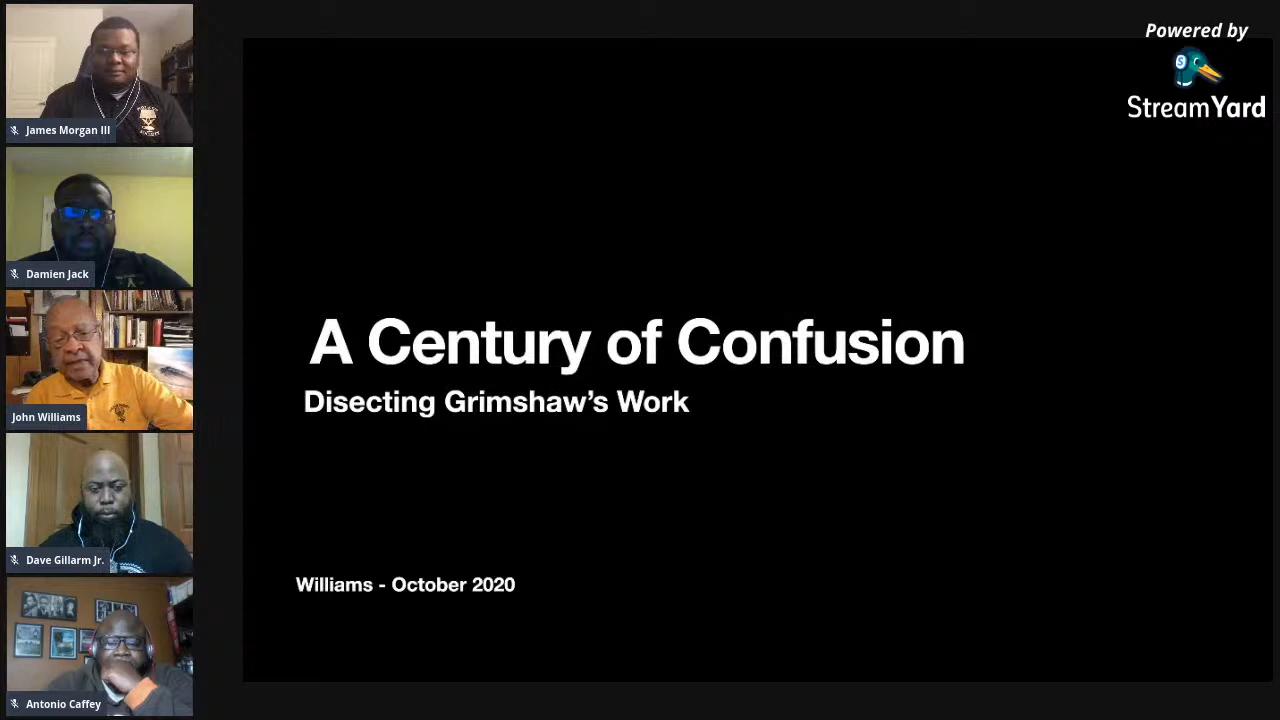 James Morgan III
Damien Jack
John Williams
Dave Gillarm Jr.
Antonio Caffey
Powered by
StreamYard
A Century of Confusion
Disecting Grimshaw's Work
Williams - October 2020